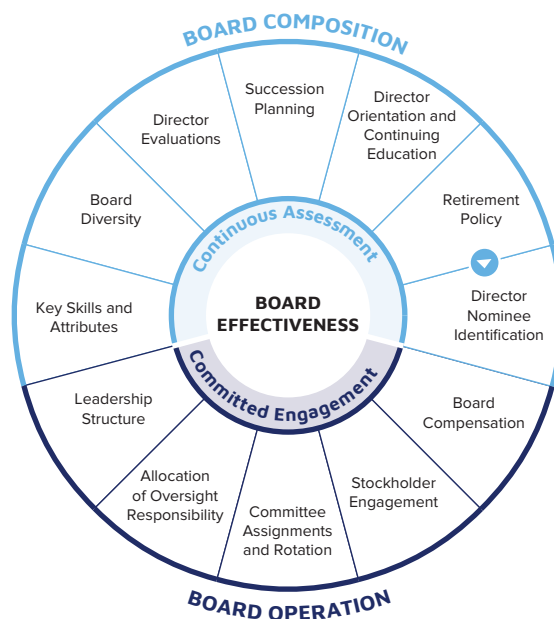 BOARD COMPOSITION
Succession
Planning
Director
Orientation and
Continuing
Education
Director
Evaluations
Board
Diversity
Retirement
Policy
Continuous Assessment
Key Skills and
Attributes
BOARD
EFFECTIVENESS
Director
Nominee
Identification
Committed Engagement
Leadership
Structure
Board
Compensation
Allocation
of Oversight
Responsibility
Committee
Assignments
and Rotation
Stockholder
Engagement
BOARD OPERATION